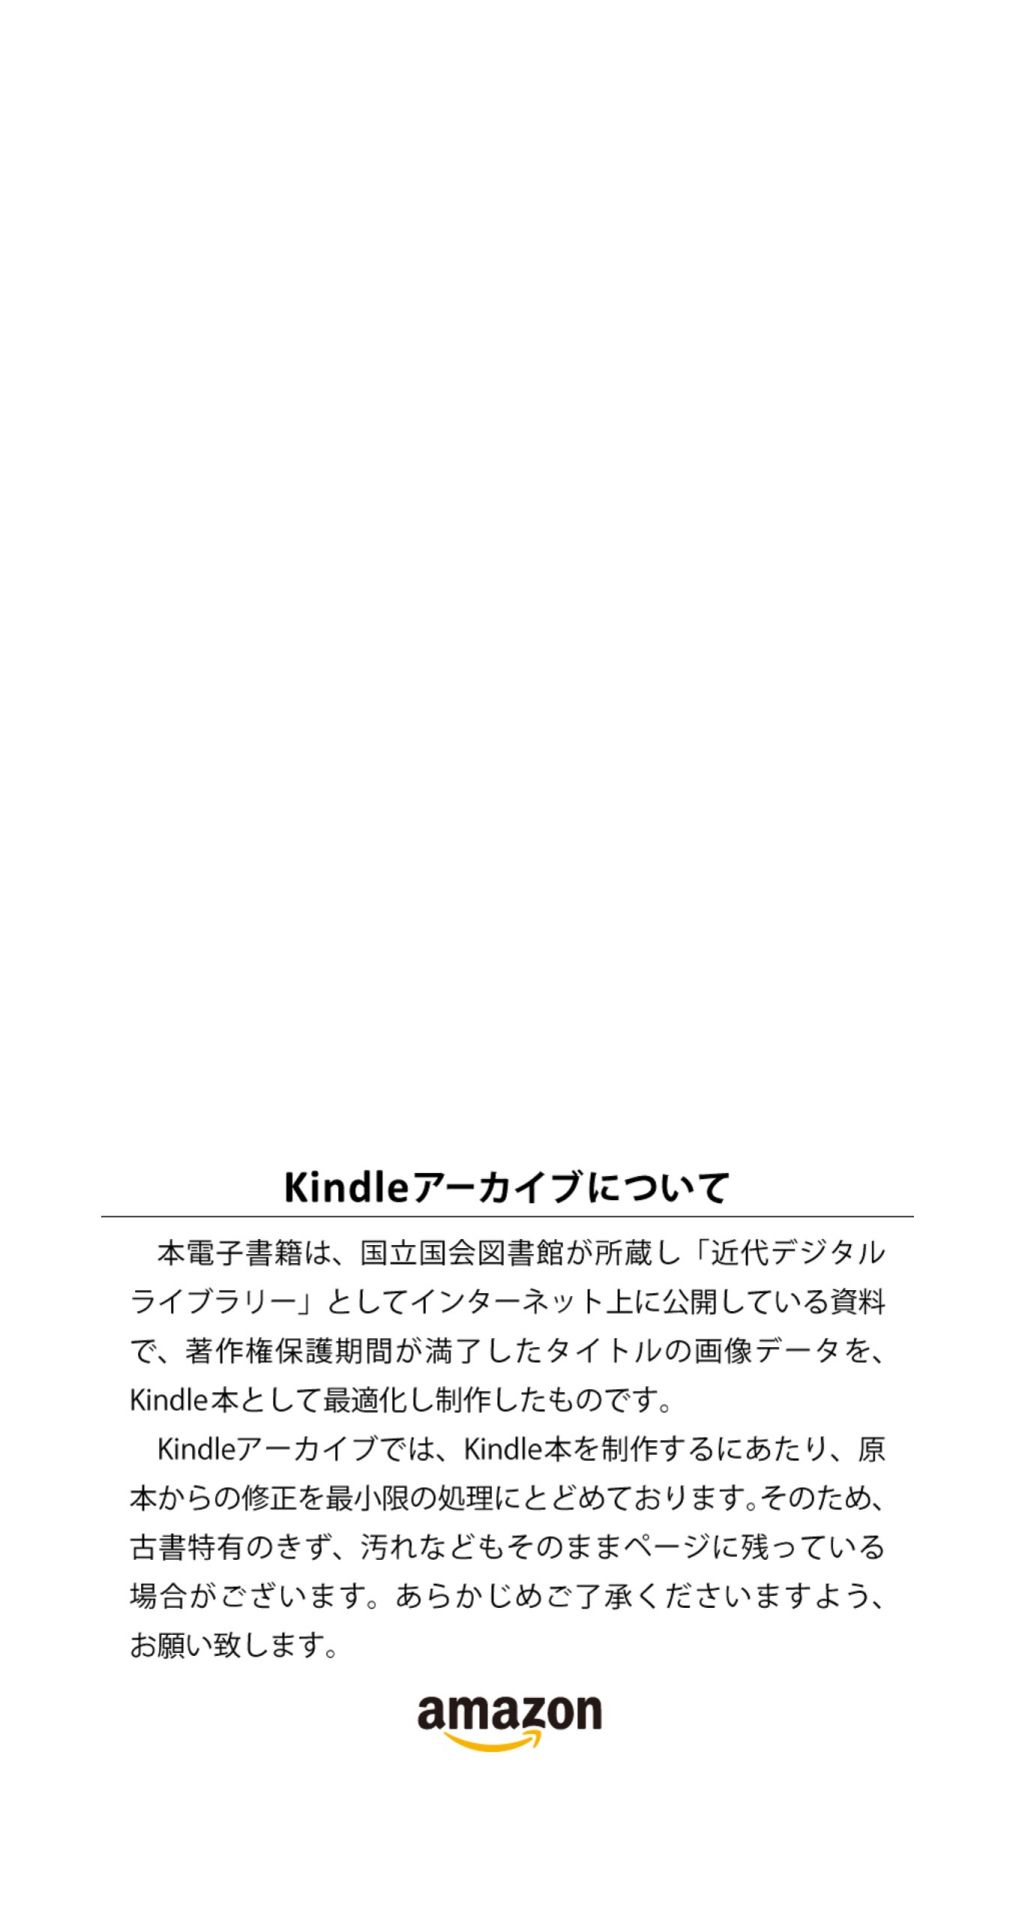 Kindleアーカイブについて
本電子書籍は、国立国会図書館が所蔵し「近代デジタル
ライブラリー」としてインターネット上に公開している資料
で、著作権保護期間が満了したタイトルの画像データを、
Kindle本として最適化し制作したものです。
Kindleアーカイブでは、Kindle本を制作するにあたり、原
本からの修正を最小限の処理にとどめております。そのため、
古書特有のきず、汚れなどもそのままページに残っている
場合がございます。あらかじめご了承くださいますよう、
お願い致します。
amazon